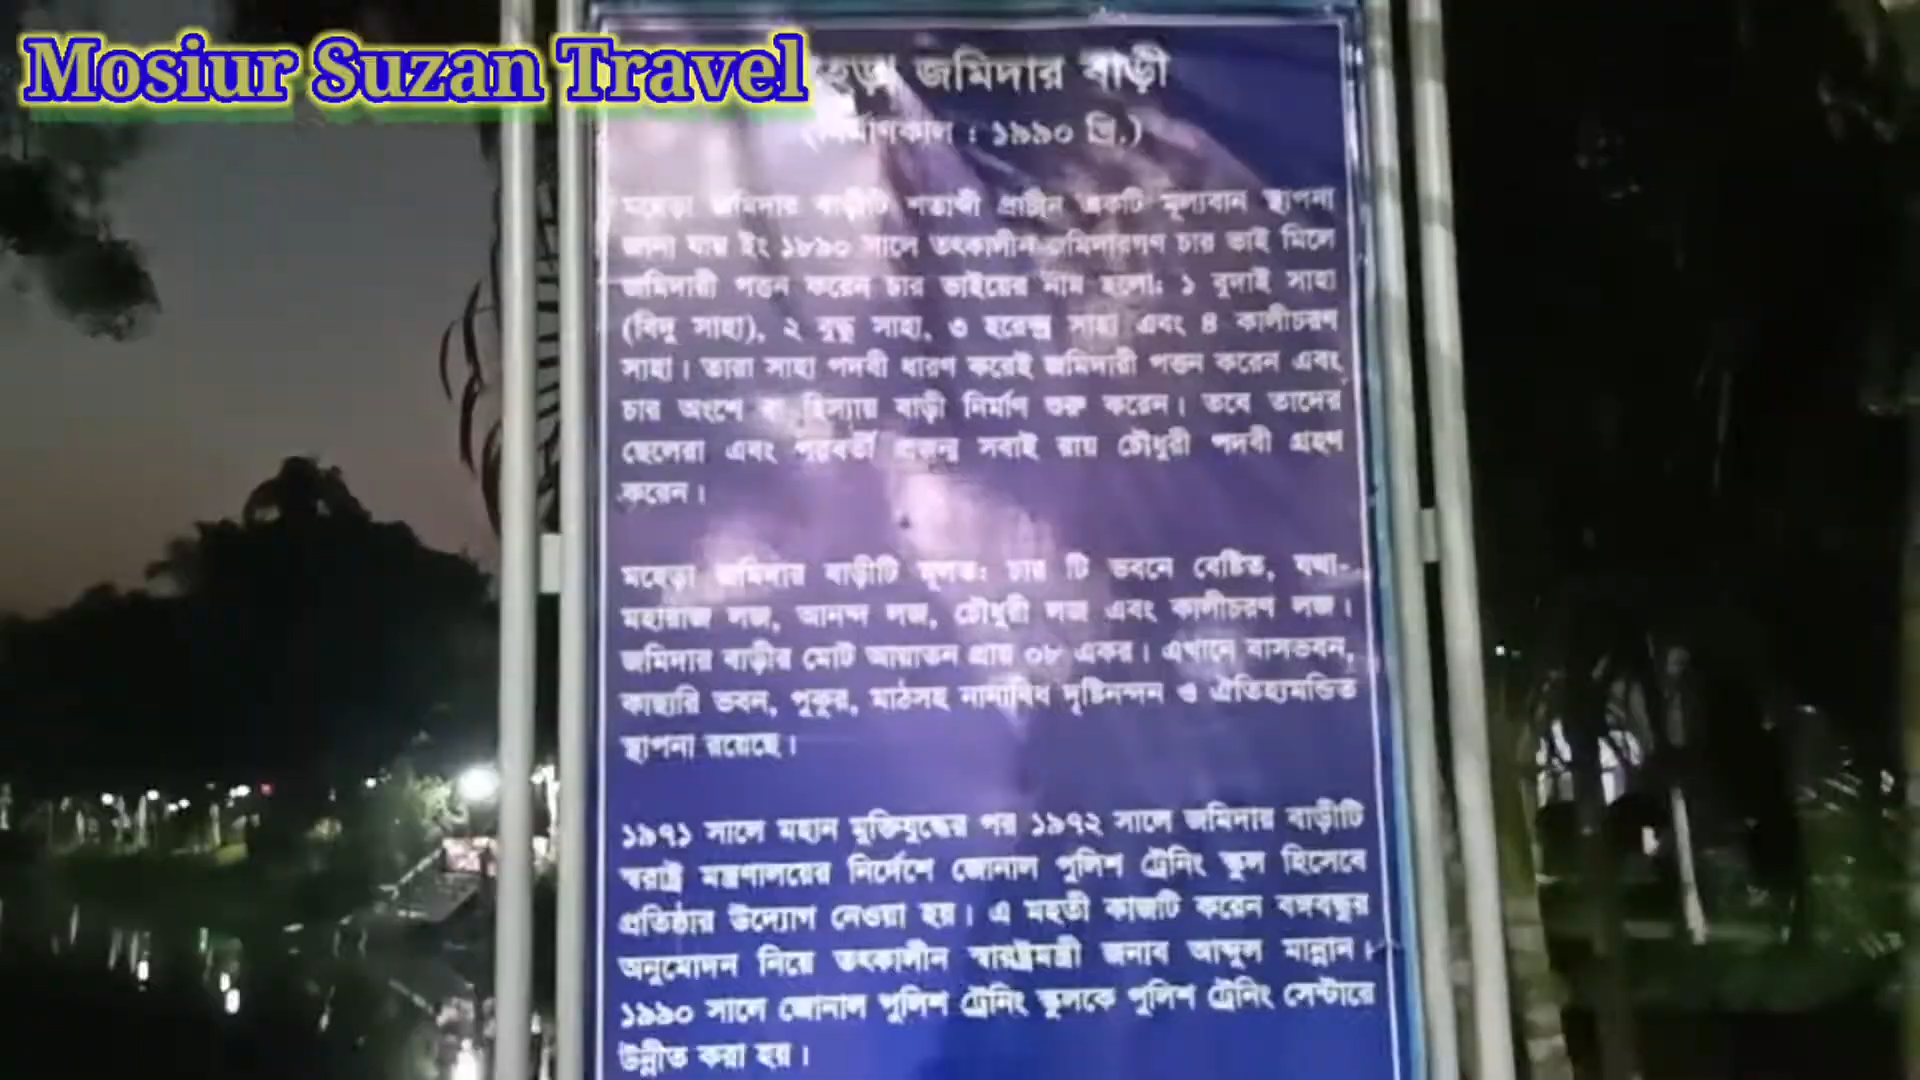 Mosiur Suzan Travel
জমিদার বাড়ী
(নির্মাণকাল : ১৯৯০ খ্রি.)
মহেড়া জমিদার বাড়ীটি শতাব্দী প্রাচীন একটি মূল্যবান স্থাপনা
জানা যায় ইং ১৮৯০ সালে তৎকালীন জমিদারগণ চার ভাই মিলে
জমিদারী পত্তন করেন চার ভাইয়ের নাম হলো: ১ বুদাই সাহা
(বিদু সাহা), ২ বুদ্ধু সাহা, ৩ হরেন্দ্র সাহা এবং ৪ কালীচরণ
সাহা। তারা সাহা পদবী ধারণ করেই জমিদারী পত্তন করেন এবং
চার অংশে বা হিস্যায় বাড়ী নির্মাণ শুরু করেন। তবে তাদের
ছেলেরা এবং পরবর্তী প্রজন্ম সবাই রায় চৌধুরী পদবী গ্রহণ
করেন।
মহেড়া জমিদার বাড়ীটি মূলত: চার টি ভবনে বেষ্টিত, যথা-
মহারাজ লজ, আনন্দ লজ, চৌধুরী লজ এবং কালীচরণ লজ।
জমিদার বাড়ীর মোট আয়াতন প্রায় ০৮ একর। এখানে বাসভবন,
কাছারি ভবন, পুকুর, মাঠসহ নানাবিধ দৃষ্টিনন্দন ও ঐতিহ্যমন্ডিত
স্থাপনা রয়েছে।
১৯৭১ সালে মহান মুক্তিযুদ্ধের পর ১৯৭২ সালে জমিদার বাড়ীটি
স্বরাষ্ট্র মন্ত্রণালয়ের নির্দেশে জোনাল পুলিশ ট্রেনিং স্কুল হিসেবে
প্রতিষ্ঠার উদ্যোগ নেওয়া হয়। এ মহতী কাজটি করেন বঙ্গবন্ধুর
অনুমোদন নিয়ে তৎকালীন স্বরাষ্ট্রমন্ত্রী জনাব আব্দুল মান্নান।
১৯৯০ সালে জোনাল পুলিশ ট্রেনিং স্কুলকে পুলিশ ট্রেনিং সেন্টারে
উন্নীত করা হয়।